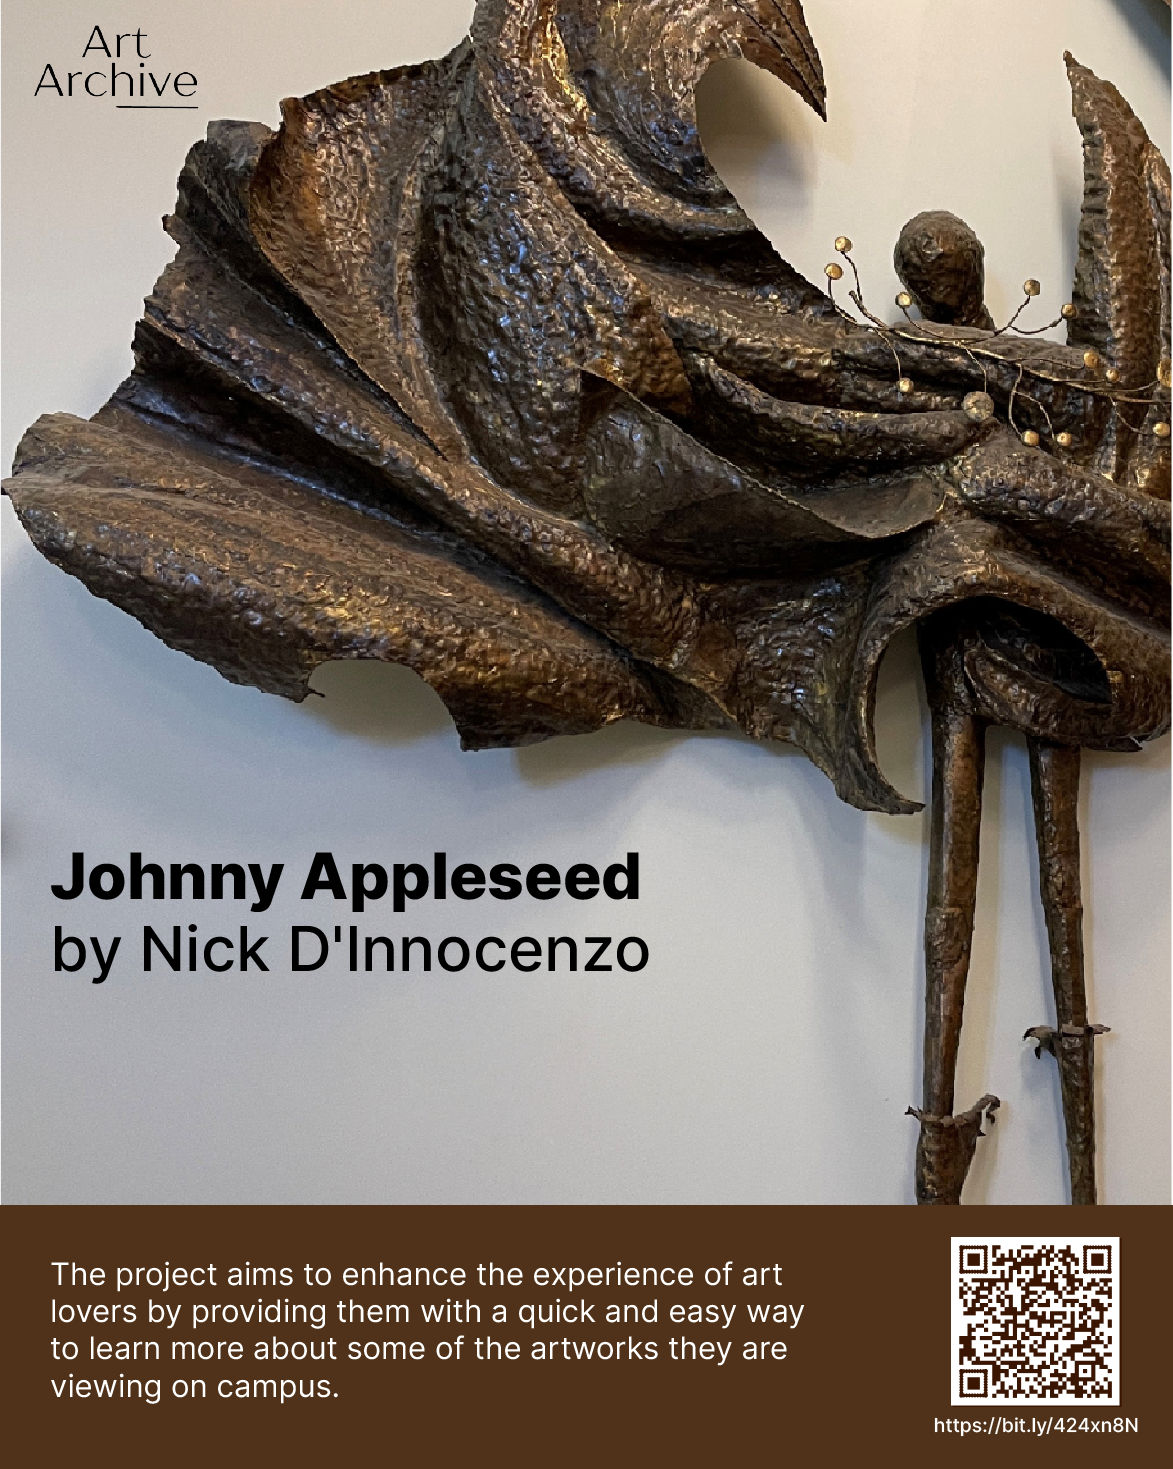 Art
Archive
Johnny Appleseed
by Nick D'Innocenzo
The project aims to enhance the experience of art
lovers by providing them with a quick and easy way
to learn more about some of the artworks they are
viewing on campus.
https://bit.ly/424xn8N